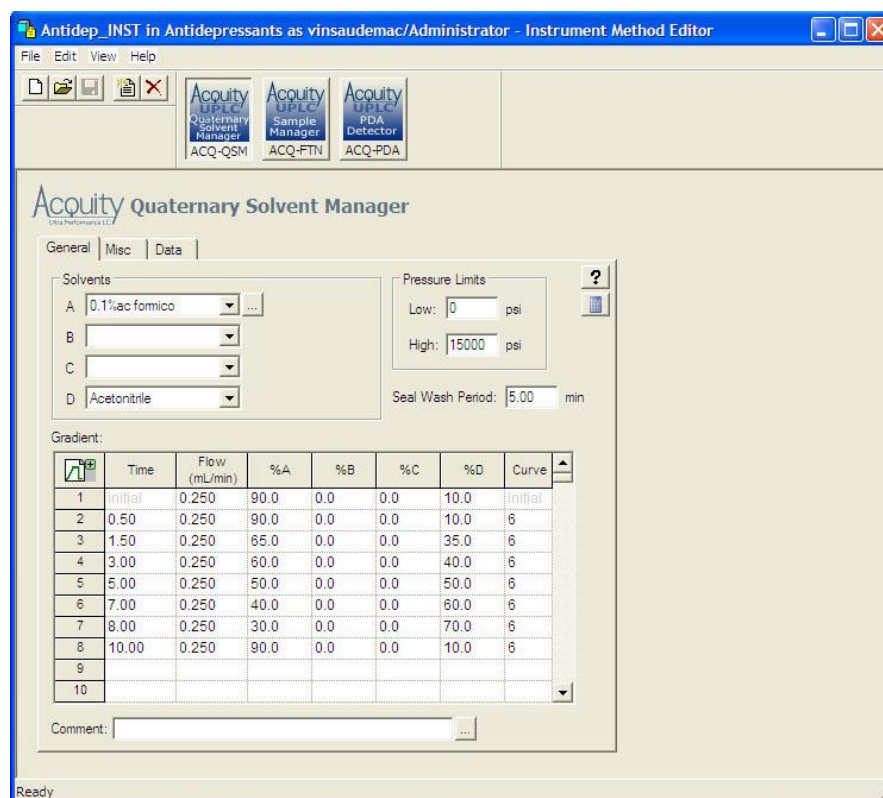 Antidep_INST in Antidepressants as vinsaudemac/Administrator - Instrument Method Editor
File Edit View Help
Acquity UPLC Quaternary Solvent Manager ACQ-QSM
Acquity UPLC Sample Manager ACQ-FTN
Acquity UPLC PDA Detector ACQ-PDA
Acquity Quaternary Solvent Manager
Ultra Performance LC
General Misc Data
Solvents
A 0.1%ac formico ...
B
C
D Acetonitrile
Pressure Limits
Low: 0 psi
High: 15000 psi
?
Seal Wash Period: 5.00 min
Gradient:
Time Flow (mL/min) %A %B %C %D Curve
1 Initial 0.250 90.0 0.0 0.0 10.0 Initial
2 0.50 0.250 90.0 0.0 0.0 10.0 6
3 1.50 0.250 65.0 0.0 0.0 35.0 6
4 3.00 0.250 60.0 0.0 0.0 40.0 6
5 5.00 0.250 50.0 0.0 0.0 50.0 6
6 7.00 0.250 40.0 0.0 0.0 60.0 6
7 8.00 0.250 30.0 0.0 0.0 70.0 6
8 10.00 0.250 90.0 0.0 0.0 10.0 6
9
10
Comment: ...
Ready